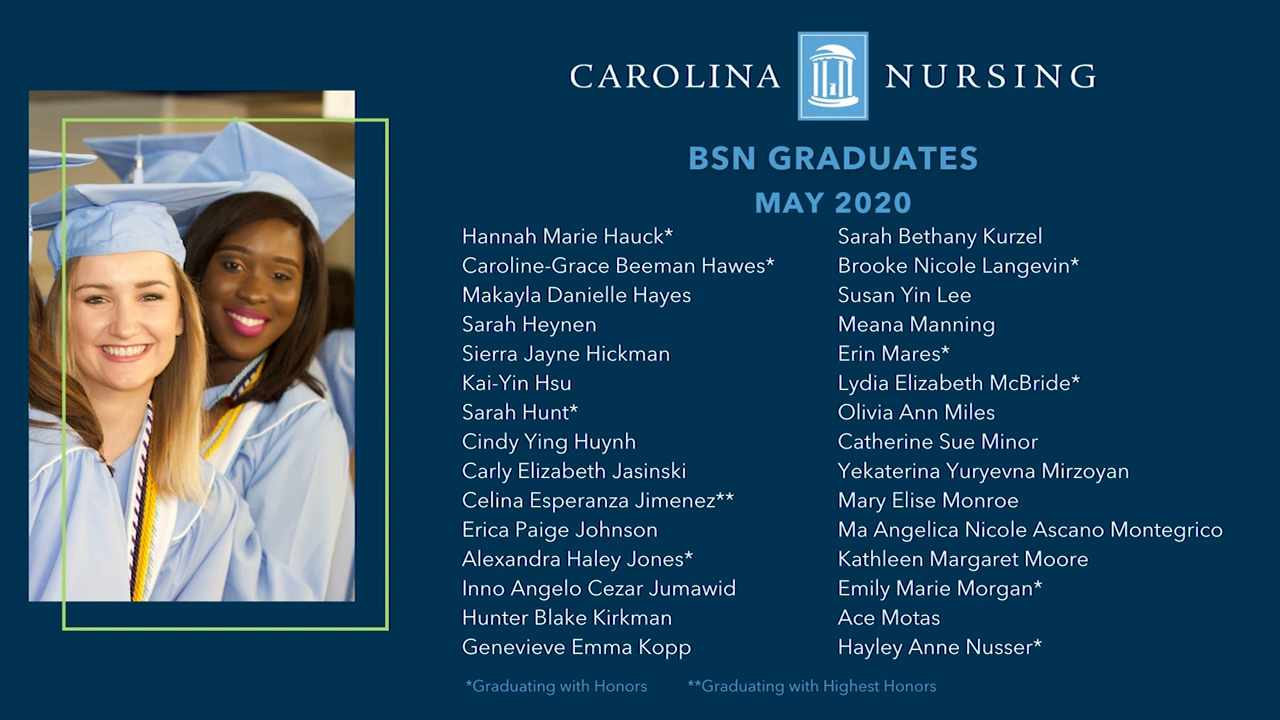 CAROLINA NURSING
BSN GRADUATES
MAY 2020
Hannah Marie Hauck*
Caroline-Grace Beeman Hawes*
Makayla Danielle Hayes
Sarah Heynen
Sierra Jayne Hickman
Kai-Yin Hsu
Sarah Hunt*
Cindy Ying Huynh
Carly Elizabeth Jasinski
Celina Esperanza Jimenez**
Erica Paige Johnson
Alexandra Haley Jones*
Inno Angelo Cezar Jumawid
Hunter Blake Kirkman
Genevieve Emma Kopp
Sarah Bethany Kurzel
Brooke Nicole Langevin*
Susan Yin Lee
Meana Manning
Erin Mares*
Lydia Elizabeth McBride*
Olivia Ann Miles
Catherine Sue Minor
Yekaterina Yuryevna Mirzoyan
Mary Elise Monroe
Ma Angelica Nicole Ascano Montegrico
Kathleen Margaret Moore
Emily Marie Morgan*
Ace Motas
Hayley Anne Nusser*
*Graduating with Honors **Graduating with Highest Honors